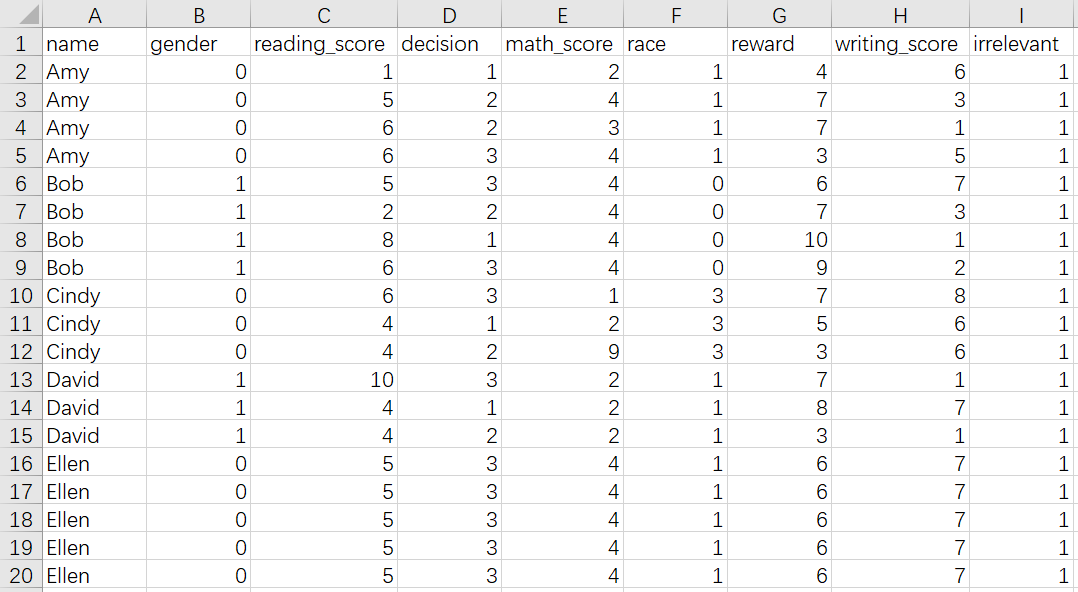 A B C D E F G H I
1 name gender reading_score decision math_score race reward writing_score irrelevant
2 Amy 0 1 1 2 1 4 6 1
3 Amy 0 5 2 4 1 7 3 1
4 Amy 0 6 2 3 1 7 1 1
5 Amy 0 6 3 4 1 3 5 1
6 Bob 1 5 3 4 0 6 7 1
7 Bob 1 2 2 4 0 7 3 1
8 Bob 1 8 1 4 0 10 1 1
9 Bob 1 6 3 4 0 9 2 1
10 Cindy 0 6 3 1 3 7 8 1
11 Cindy 0 4 1 2 3 5 6 1
12 Cindy 0 4 2 9 3 3 6 1
13 David 1 10 3 2 1 7 1 1
14 David 1 4 1 2 1 8 7 1
15 David 1 4 2 2 1 3 1 1
16 Ellen 0 5 3 4 1 6 7 1
17 Ellen 0 5 3 4 1 6 7 1
18 Ellen 0 5 3 4 1 6 7 1
19 Ellen 0 5 3 4 1 6 7 1
20 Ellen 0 5 3 4 1 6 7 1